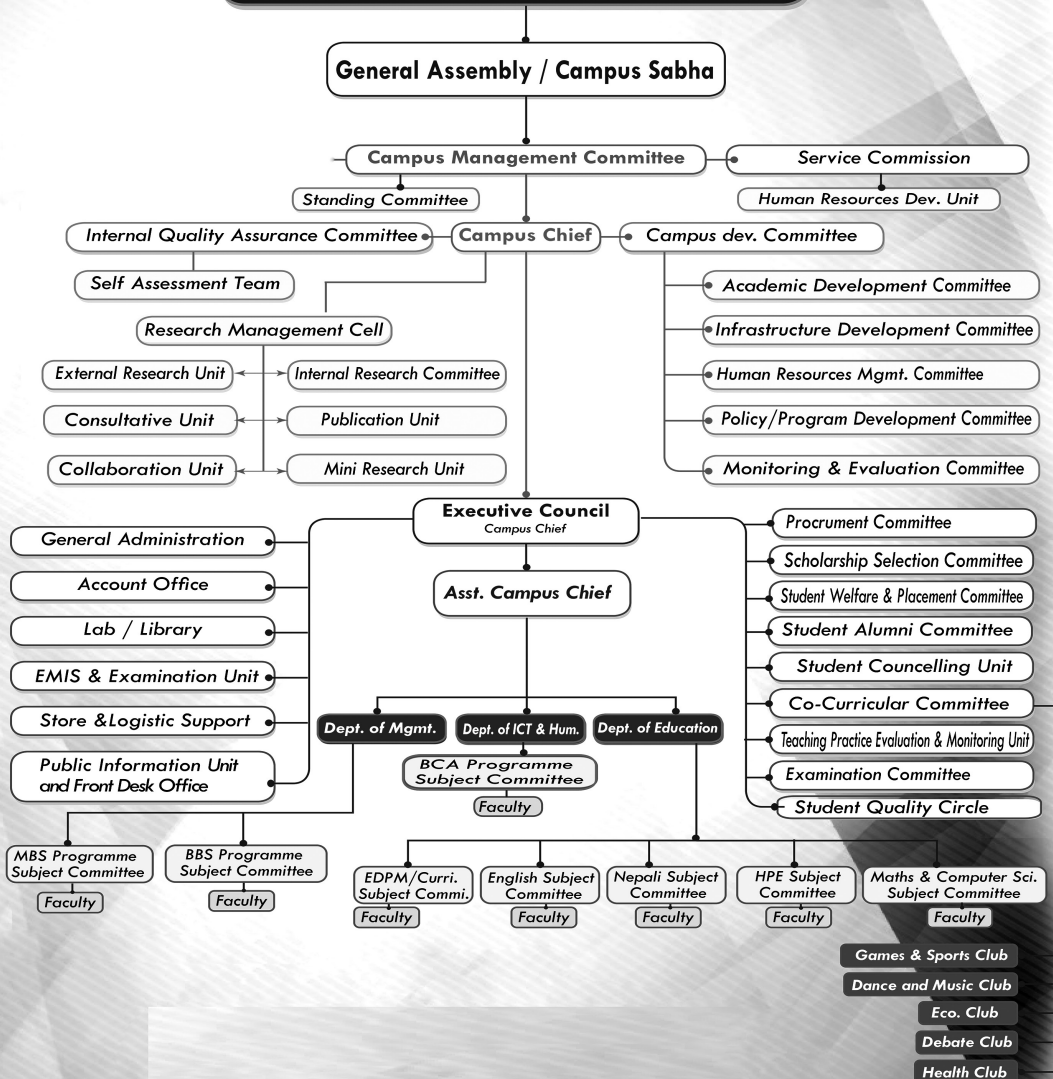 General Assembly / Campus Sabha
Campus Management Committee
Service Commission
Standing Committee
Human Resources Dev. Unit
Internal Quality Assurance Committee
Campus Chief
Campus dev. Committee
Self Assessment Team
Academic Development Committee
Research Management Cell
Infrastructure Development Committee
External Research Unit
Internal Research Committee
Human Resources Mgmt. Committee
Consultative Unit
Publication Unit
Policy/Program Development Committee
Collaboration Unit
Mini Research Unit
Monitoring & Evaluation Committee
Executive Council
Campus Chief
Asst. Campus Chief
General Administration
Account Office
Lab / Library
EMIS & Examination Unit
Store &Logistic Support
Public Information Unit
and Front Desk Office
Procrument Committee
Scholarship Selection Committee
Student Welfare & Placement Committee
Student Alumni Committee
Student Councelling Unit
Co-Curricular Committee
Teaching Practice Evaluation & Monitoring Unit
Examination Committee
Student Quality Circle
Dept. of Mgmt.
Dept. of ICT & Hum.
Dept. of Education
BCA Programme
Subject Committee
Faculty
MBS Programme
Subject Committee
Faculty
BBS Programme
Subject Committee
Faculty
EDPM/Curri.
Subject Commi.
Faculty
English Subject
Committee
Faculty
Nepali Subject
Committee
Faculty
HPE Subject
Committee
Faculty
Maths & Computer Sci.
Subject Committee
Faculty
Games & Sports Club
Dance and Music Club
Eco. Club
Debate Club
Health Club